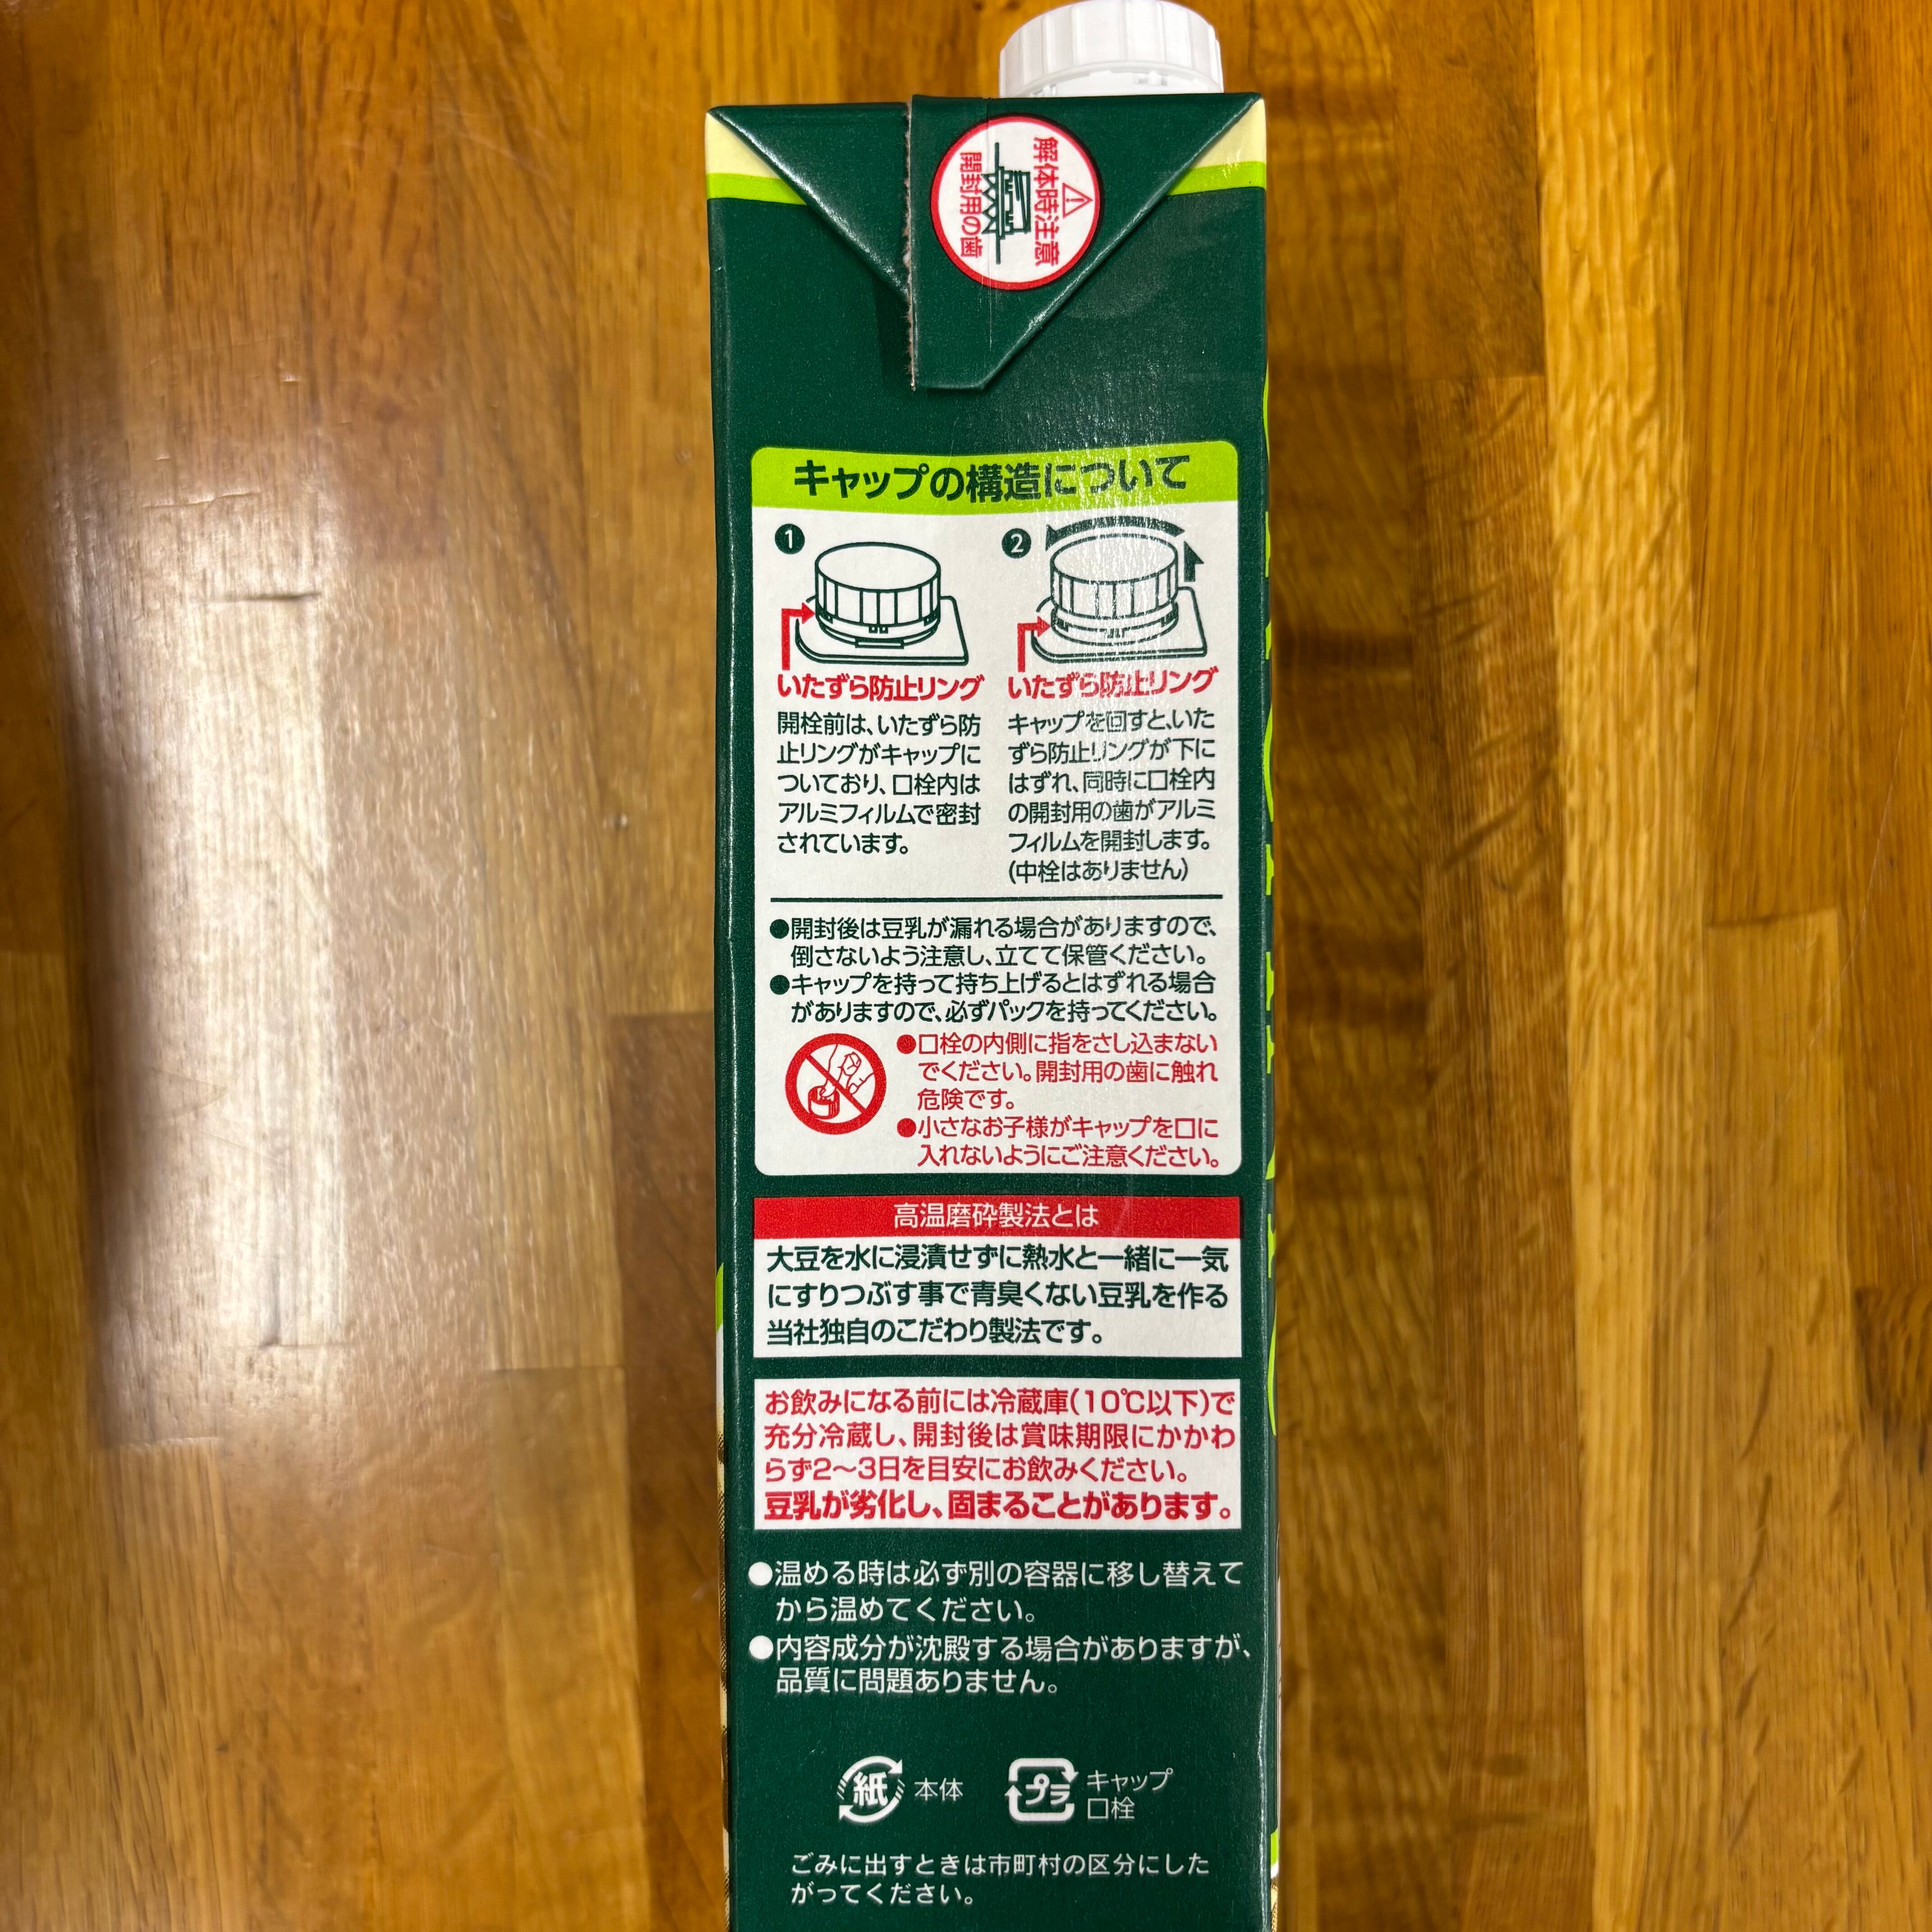 解体時注意
開封用の歯
キャップの構造について
1
2
いたずら防止リング
開栓前は、いたずら防
止リングがキャップに
ついており、口栓内は
アルミフィルムで密封
されています。
いたずら防止リング
キャップを回すと、いた
ずら防止リングが下に
はずれ、同時に口栓内
の開封用の歯がアルミ
フィルムを開封します。
(中栓はありません)
●開封後は豆乳が漏れる場合がありますので、
倒さないよう注意し、立てて保管ください。
●キャップを持って持ち上げるとはずれる場合
がありますので、必ずパックを持ってください。
●口栓の内側に指をさし込まない
でください。開封用の歯に触れ
危険です。
●小さなお子様がキャップを口に
入れないようにご注意ください。
高温磨砕製法とは
大豆を水に浸漬せずに熱水と一緒に一気
にすりつぶす事で青臭くない豆乳を作る
当社独自のこだわり製法です。
お飲みになる前には冷蔵庫(10℃以下)で
充分冷蔵し、開封後は賞味期限にかかわ
らず2〜3日を目安にお飲みください。
豆乳が劣化し、固まることがあります。
●温める時は必ず別の容器に移し替えて
から温めてください。
●内容成分が沈殿する場合がありますが、
品質に問題ありません。
紙 本体
プラ キャップ
口栓
ごみに出すときは市町村の区分にした
がってください。